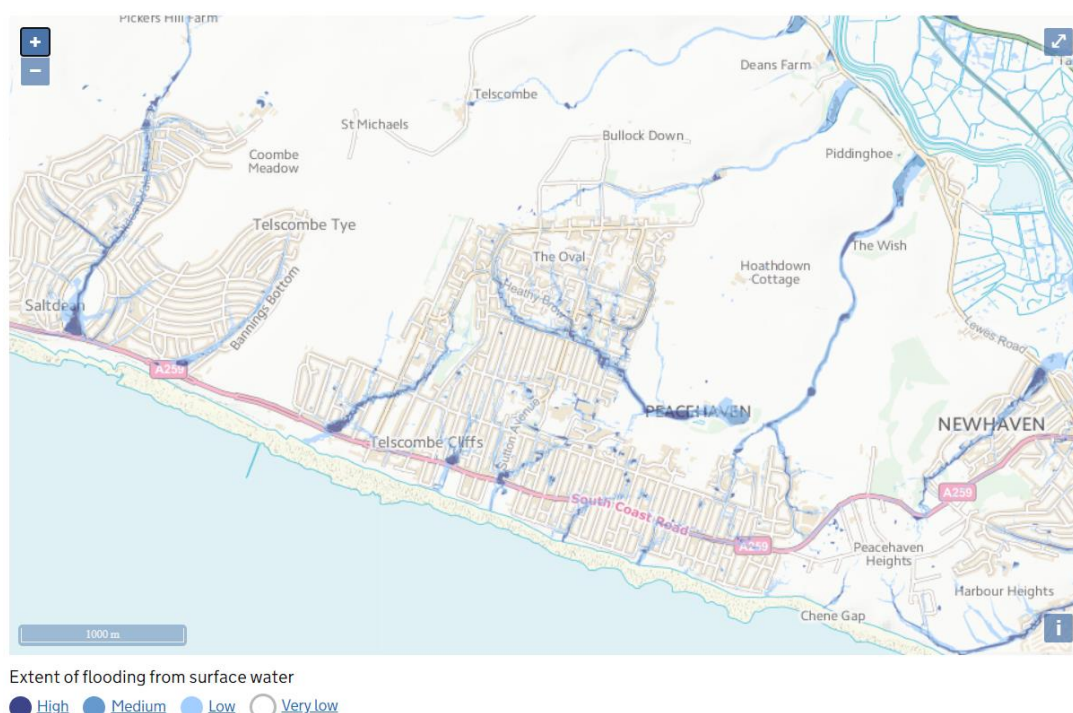 Pickers Hill Farm
+
−
Deans Farm
Telscombe
St Michaels
Bullock Down
Coombe
Meadow
Piddinghoe
Telscombe Tye
The Wish
The Oval
Hoathdown
Cottage
Heathy Brow
Saltdean
Bannings Bottom
Lewes Road
A259
PEACEHAVEN
Sutton Avenue
NEWHAVEN
Telscombe Cliffs
A259
South Coast Road
A259
Peacehaven
Heights
Harbour Heights
Chene Gap
1000 m
i
Extent of flooding from surface water
High Medium Low Very low